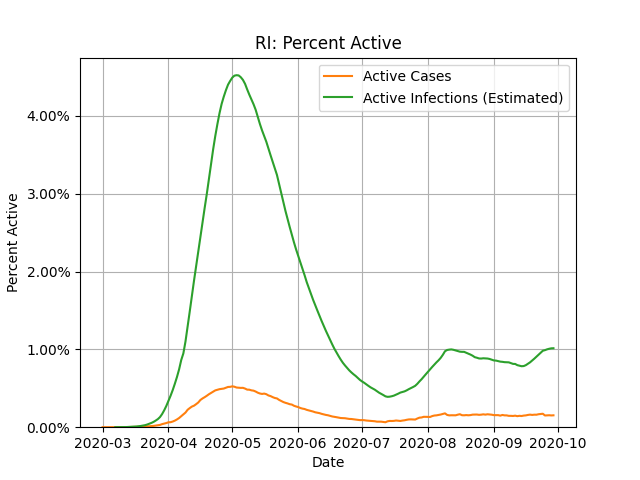 RI: Percent Active
Active Cases
Active Infections (Estimated)
Percent Active
4.00%
3.00%
2.00%
1.00%
0.00%
2020-03 2020-04 2020-05 2020-06 2020-07 2020-08 2020-09 2020-10
Date